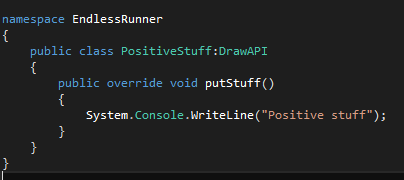 namespace EndlessRunner
{
    public class PositiveStuff:DrawAPI
    {
        public override void putStuff()
        {
            System.Console.WriteLine("Positive stuff");
        }
    }
}